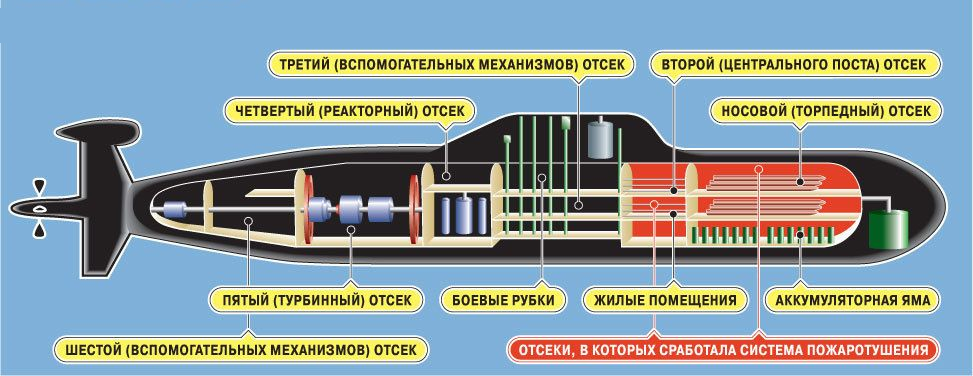 ТРЕТИЙ (ВСПОМОГАТЕЛЬНЫХ МЕХАНИЗМОВ) ОТСЕК
ВТОРОЙ (ЦЕНТРАЛЬНОГО ПОСТА) ОТСЕК
ЧЕТВЕРТЫЙ (РЕАКТОРНЫЙ) ОТСЕК
НОСОВОЙ (ТОРПЕДНЫЙ) ОТСЕК
ПЯТЫЙ (ТУРБИННЫЙ) ОТСЕК
БОЕВЫЕ РУБКИ
ЖИЛЫЕ ПОМЕЩЕНИЯ
АККУМУЛЯТОРНАЯ ЯМА
ШЕСТОЙ (ВСПОМОГАТЕЛЬНЫХ МЕХАНИЗМОВ) ОТСЕК
ОТСЕКИ, В КОТОРЫХ СРАБОТАЛА СИСТЕМА ПОЖАРОТУШЕНИЯ